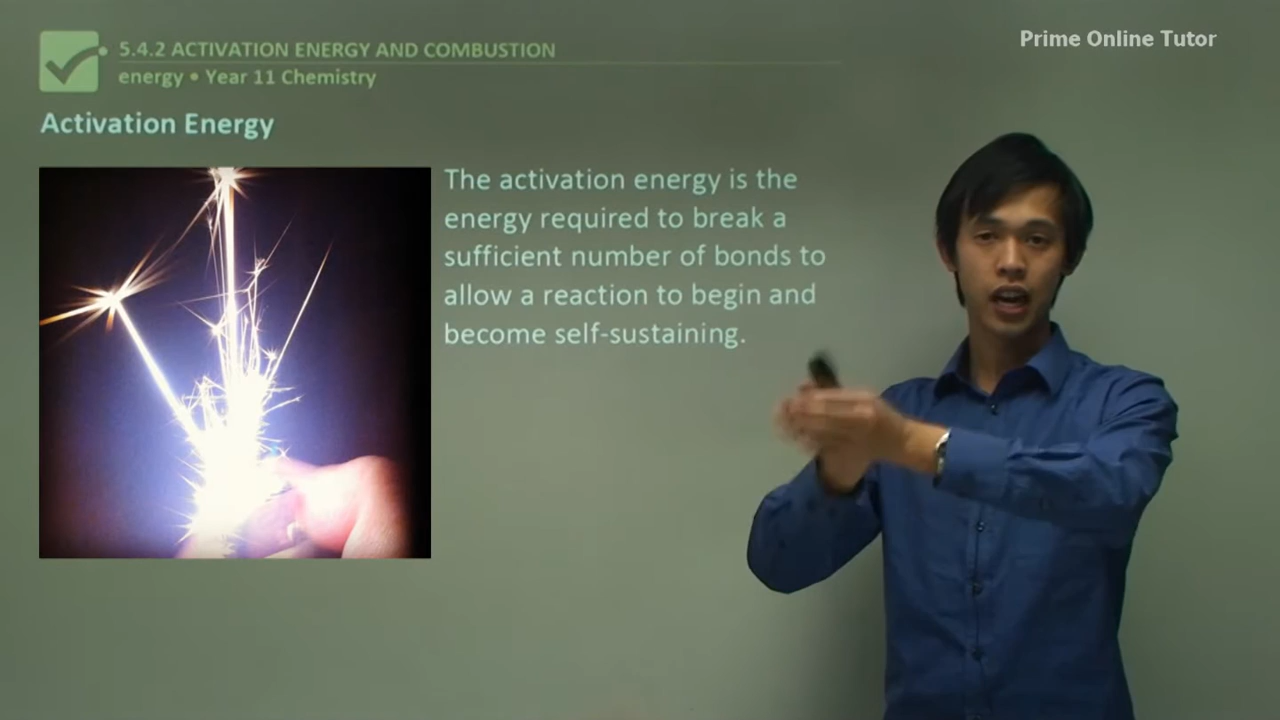 5.4.2 ACTIVATION ENERGY AND COMBUSTION
energy • Year 11 Chemistry
Prime Online Tutor
Activation Energy
The activation energy is the
energy required to break a
sufficient number of bonds to
allow a reaction to begin and
become self-sustaining.